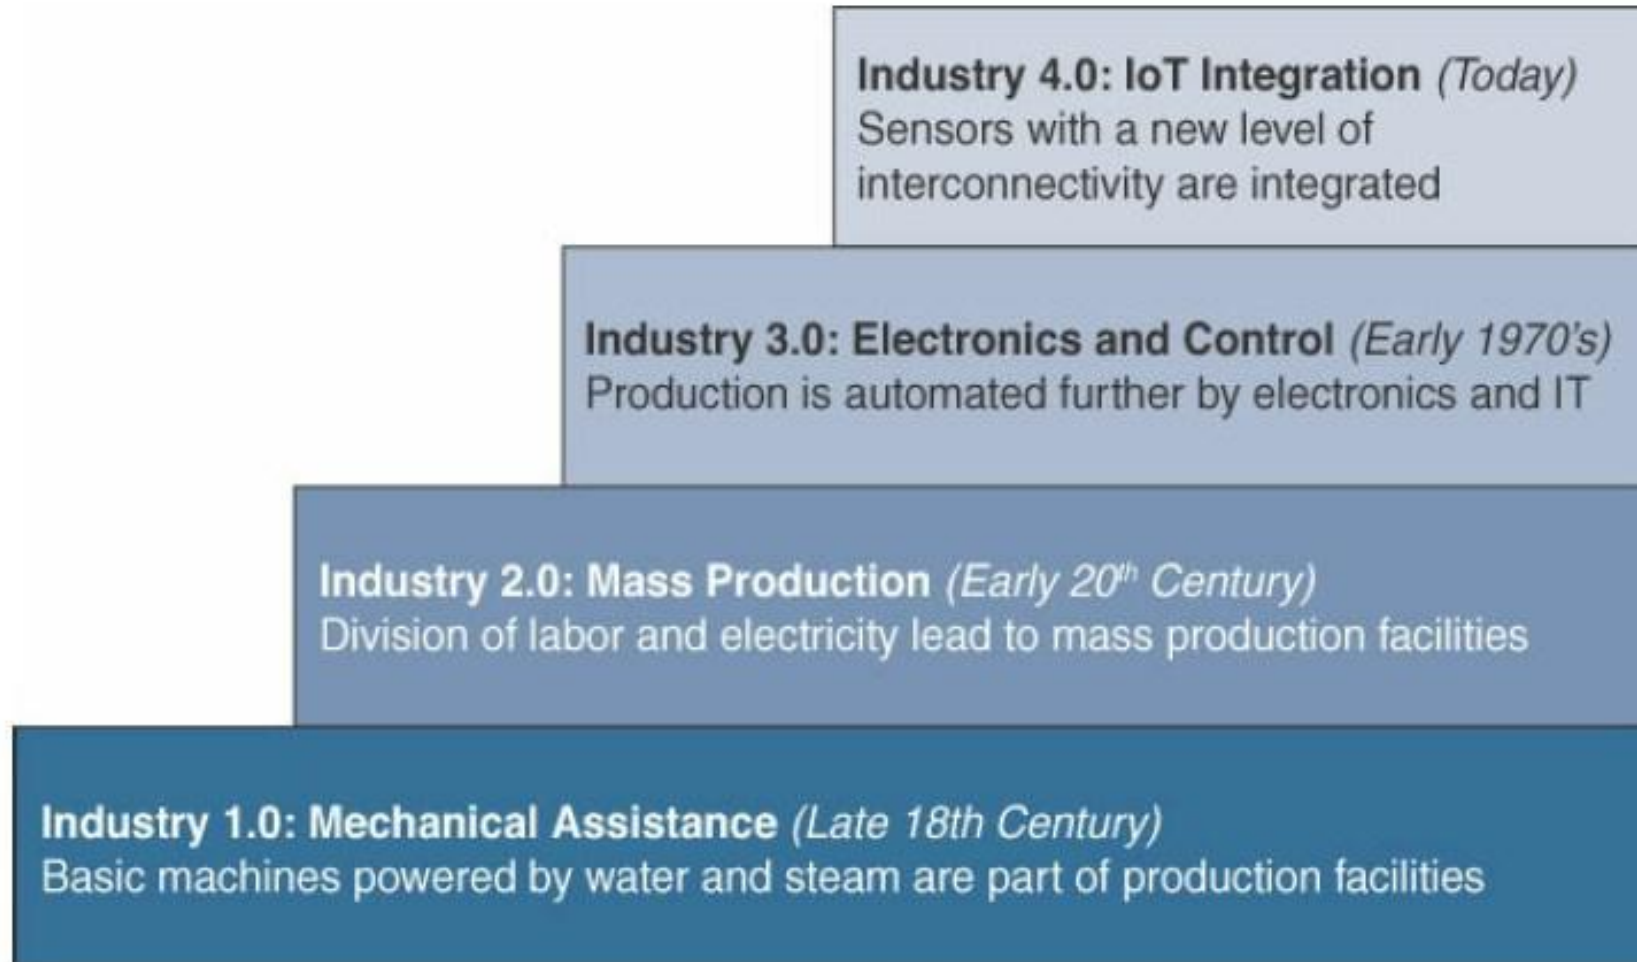 Industry 4.0: IoT Integration (Today)
Sensors with a new level of
interconnectivity are integrated
Industry 3.0: Electronics and Control (Early 1970's)
Production is automated further by electronics and IT
Industry 2.0: Mass Production (Early 20th Century)
Division of labor and electricity lead to mass production facilities
Industry 1.0: Mechanical Assistance (Late 18th Century)
Basic machines powered by water and steam are part of production facilities